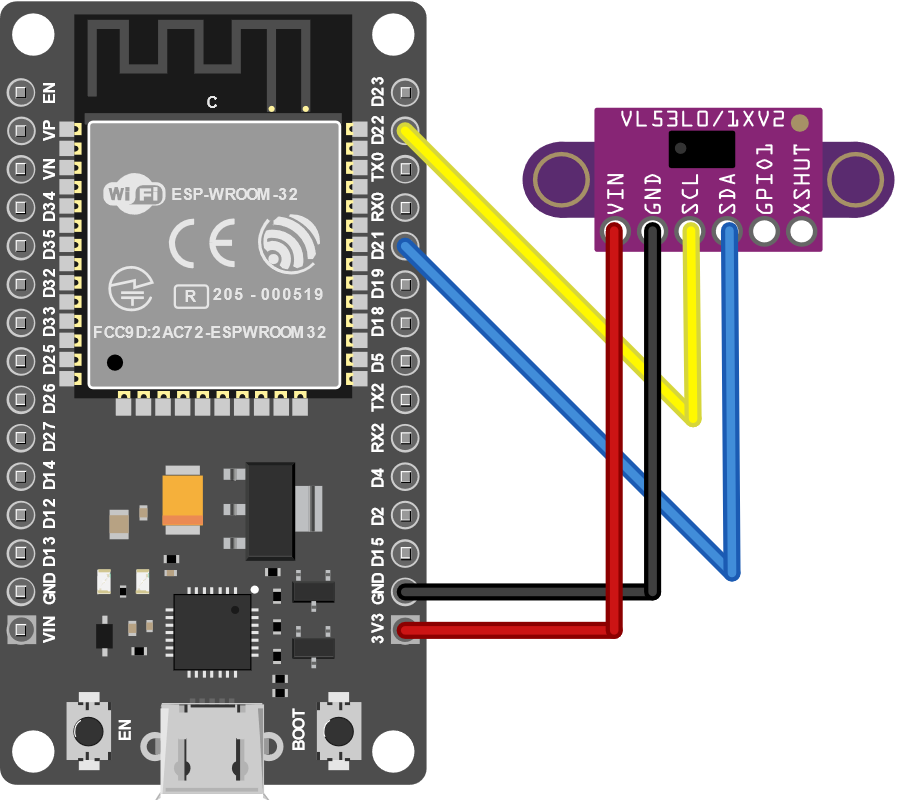 C
Wi Fi ESP-WROOM-32
CE
R 205 - 000519
FCC9D:2AC72-ESPWROOM32
EN
VP
VN
D34
D35
D32
D33
D25
D26
D27
D14
D12
D13
GND
VIN
D23
D22
TX0
RX0
D21
D19
D18
D5
TX2
RX2
D4
D2
D15
GND
3V3
EN
BOOT
VL53L0/1XV2
VIN
GND
SCL
SDA
GPIO1
XSHUT